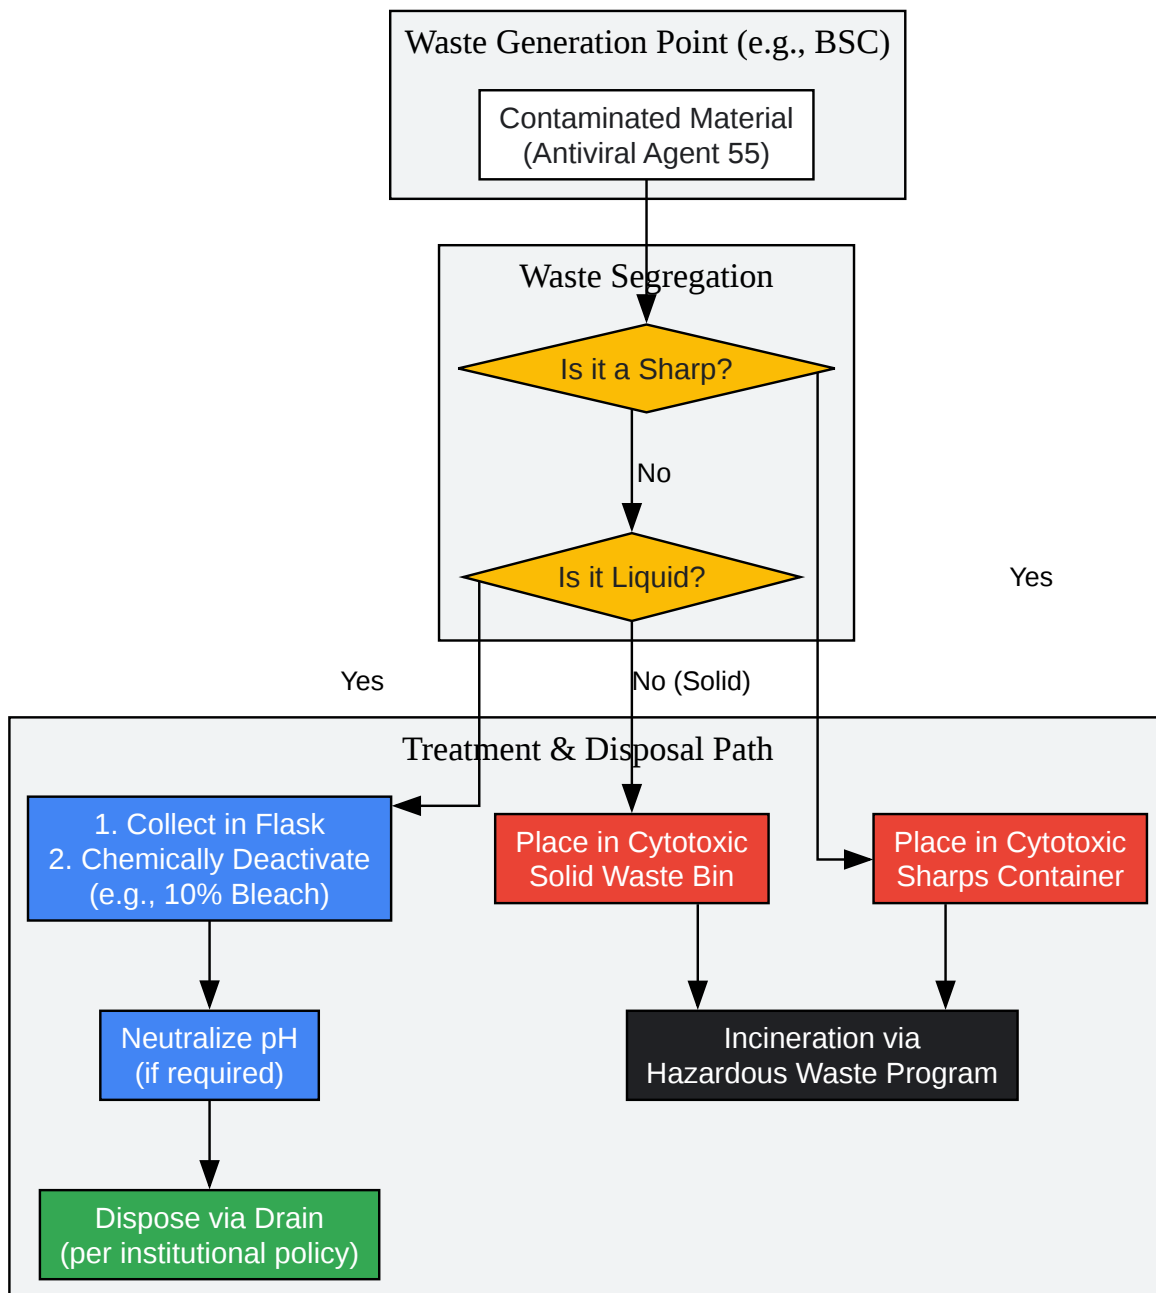 Waste Generation Point (e.g., BSC)
Contaminated Material
(Antiviral Agent 55)
Waste Segregation
Is it a Sharp?
No
Is it Liquid?
Yes
Yes
No (Solid)
Treatment & Disposal Path
1. Collect in Flask
2. Chemically Deactivate
(e.g., 10% Bleach)
Place in Cytotoxic
Solid Waste Bin
Place in Cytotoxic
Sharps Container
Neutralize pH
(if required)
Incineration via
Hazardous Waste Program
Dispose via Drain
(per institutional policy)